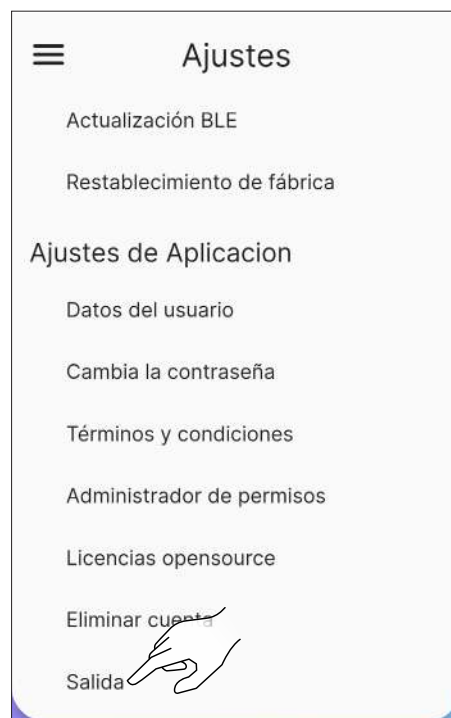 Ajustes
Actualización BLE
Restablecimiento de fábrica
Ajustes de Aplicacion
Datos del usuario
Cambia la contraseña
Términos y condiciones
Administrador de permisos
Licencias opensource
Eliminar cuenta
Salida